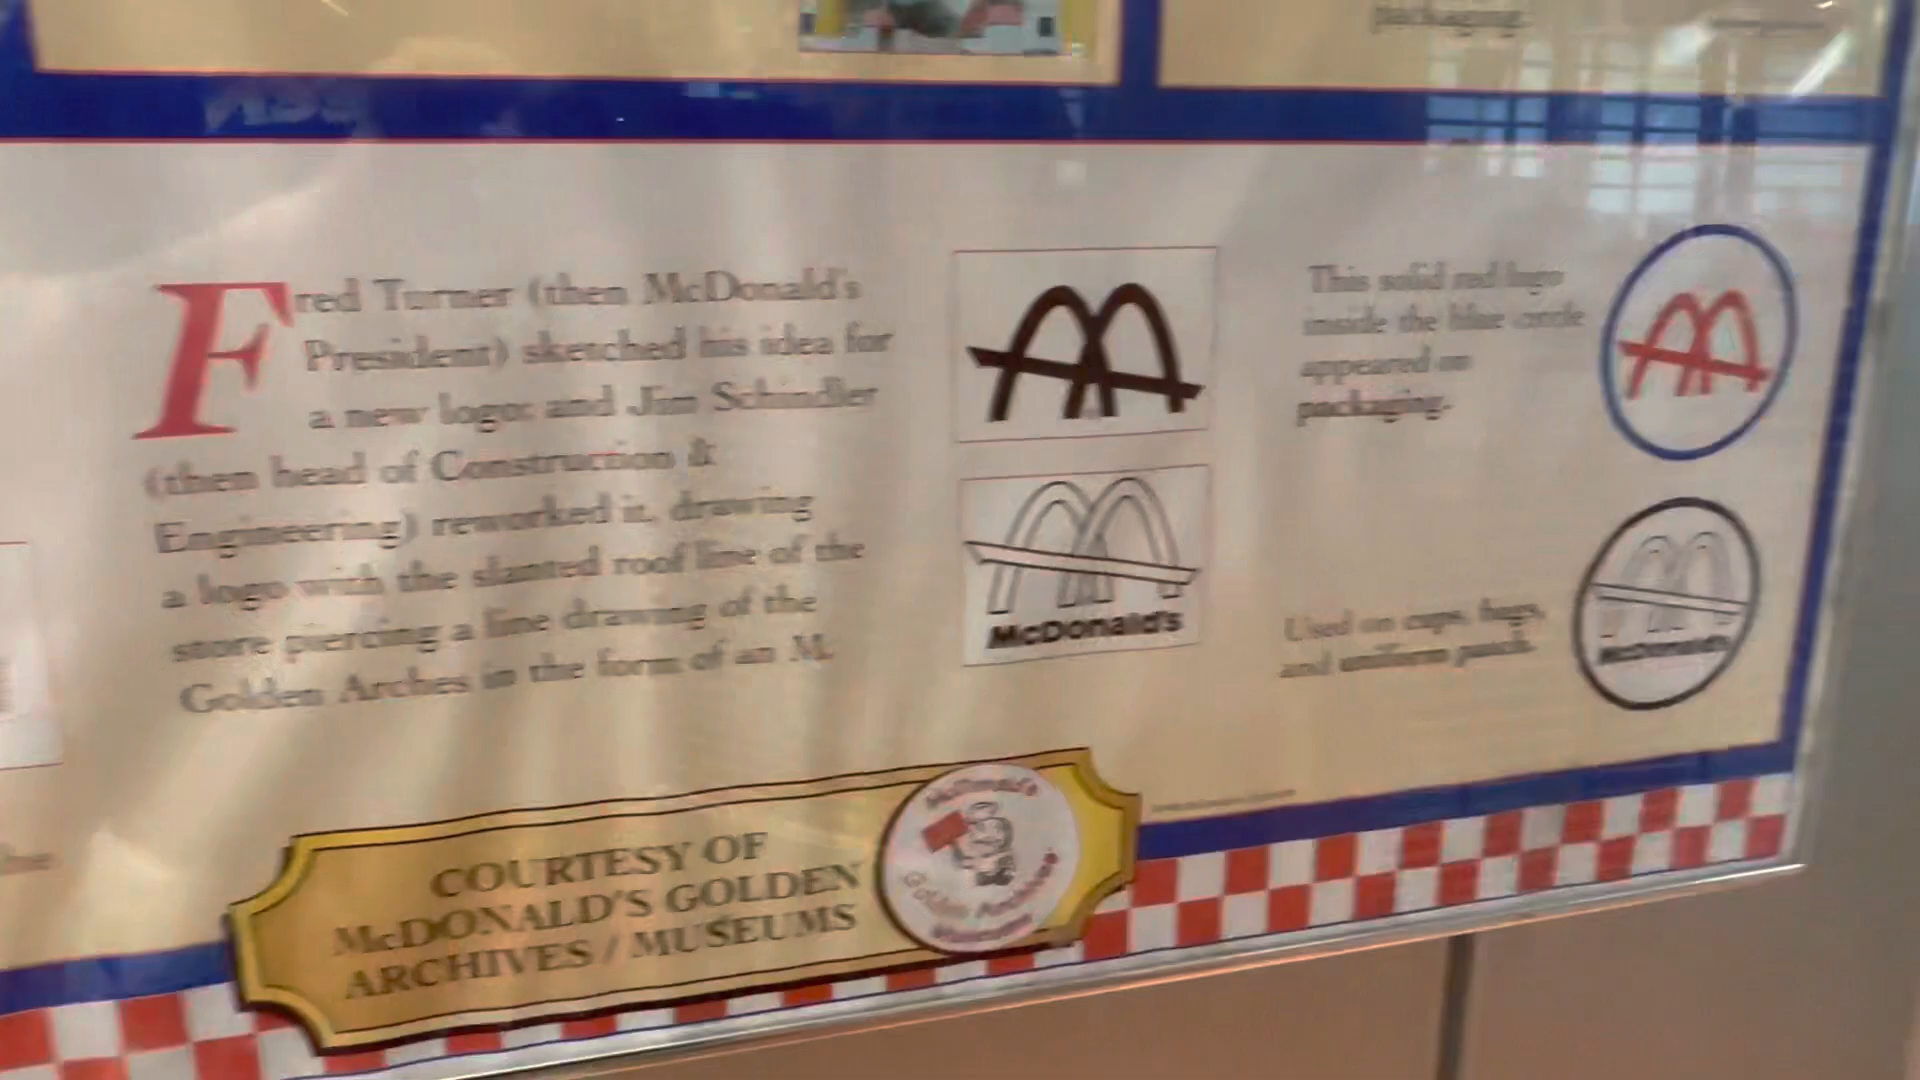 packaging.
Fred Turner (then McDonald's
President) sketched his idea for
a new logo; and Jim Schindler
(then head of Construction &
Engineering) reworked it, drawing
a logo with the slanted roof line of the
store piercing a line drawing of the
Golden Arches in the form of an M.
McDonald's
This solid red logo
inside the blue circle
appeared on
packaging.
Used on cups, bags,
and uniform patch.
McDonald's
COURTESY OF
McDONALD'S GOLDEN
ARCHIVES / MUSEUMS
McDonald's
Golden Archives